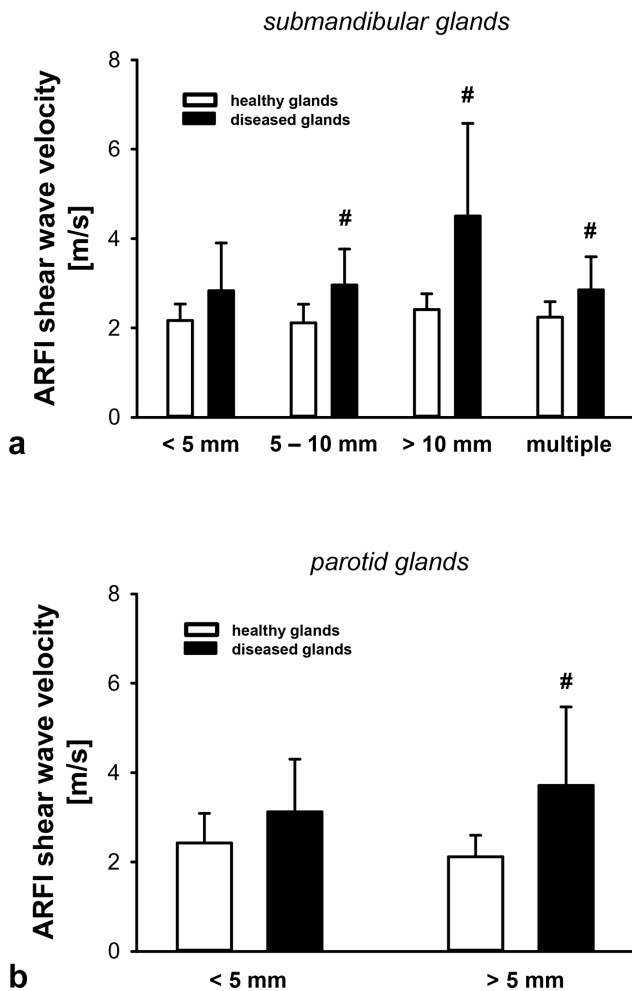 submandibular glands
8
healthy glands
diseased glands
#
6
ARFI shear wave velocity
[m/s]
#
#
4
2
0
a
< 5 mm 5 – 10 mm > 10 mm multiple
parotid glands
8
healthy glands
diseased glands
#
6
ARFI shear wave velocity
[m/s]
4
2
0
b
< 5 mm > 5 mm